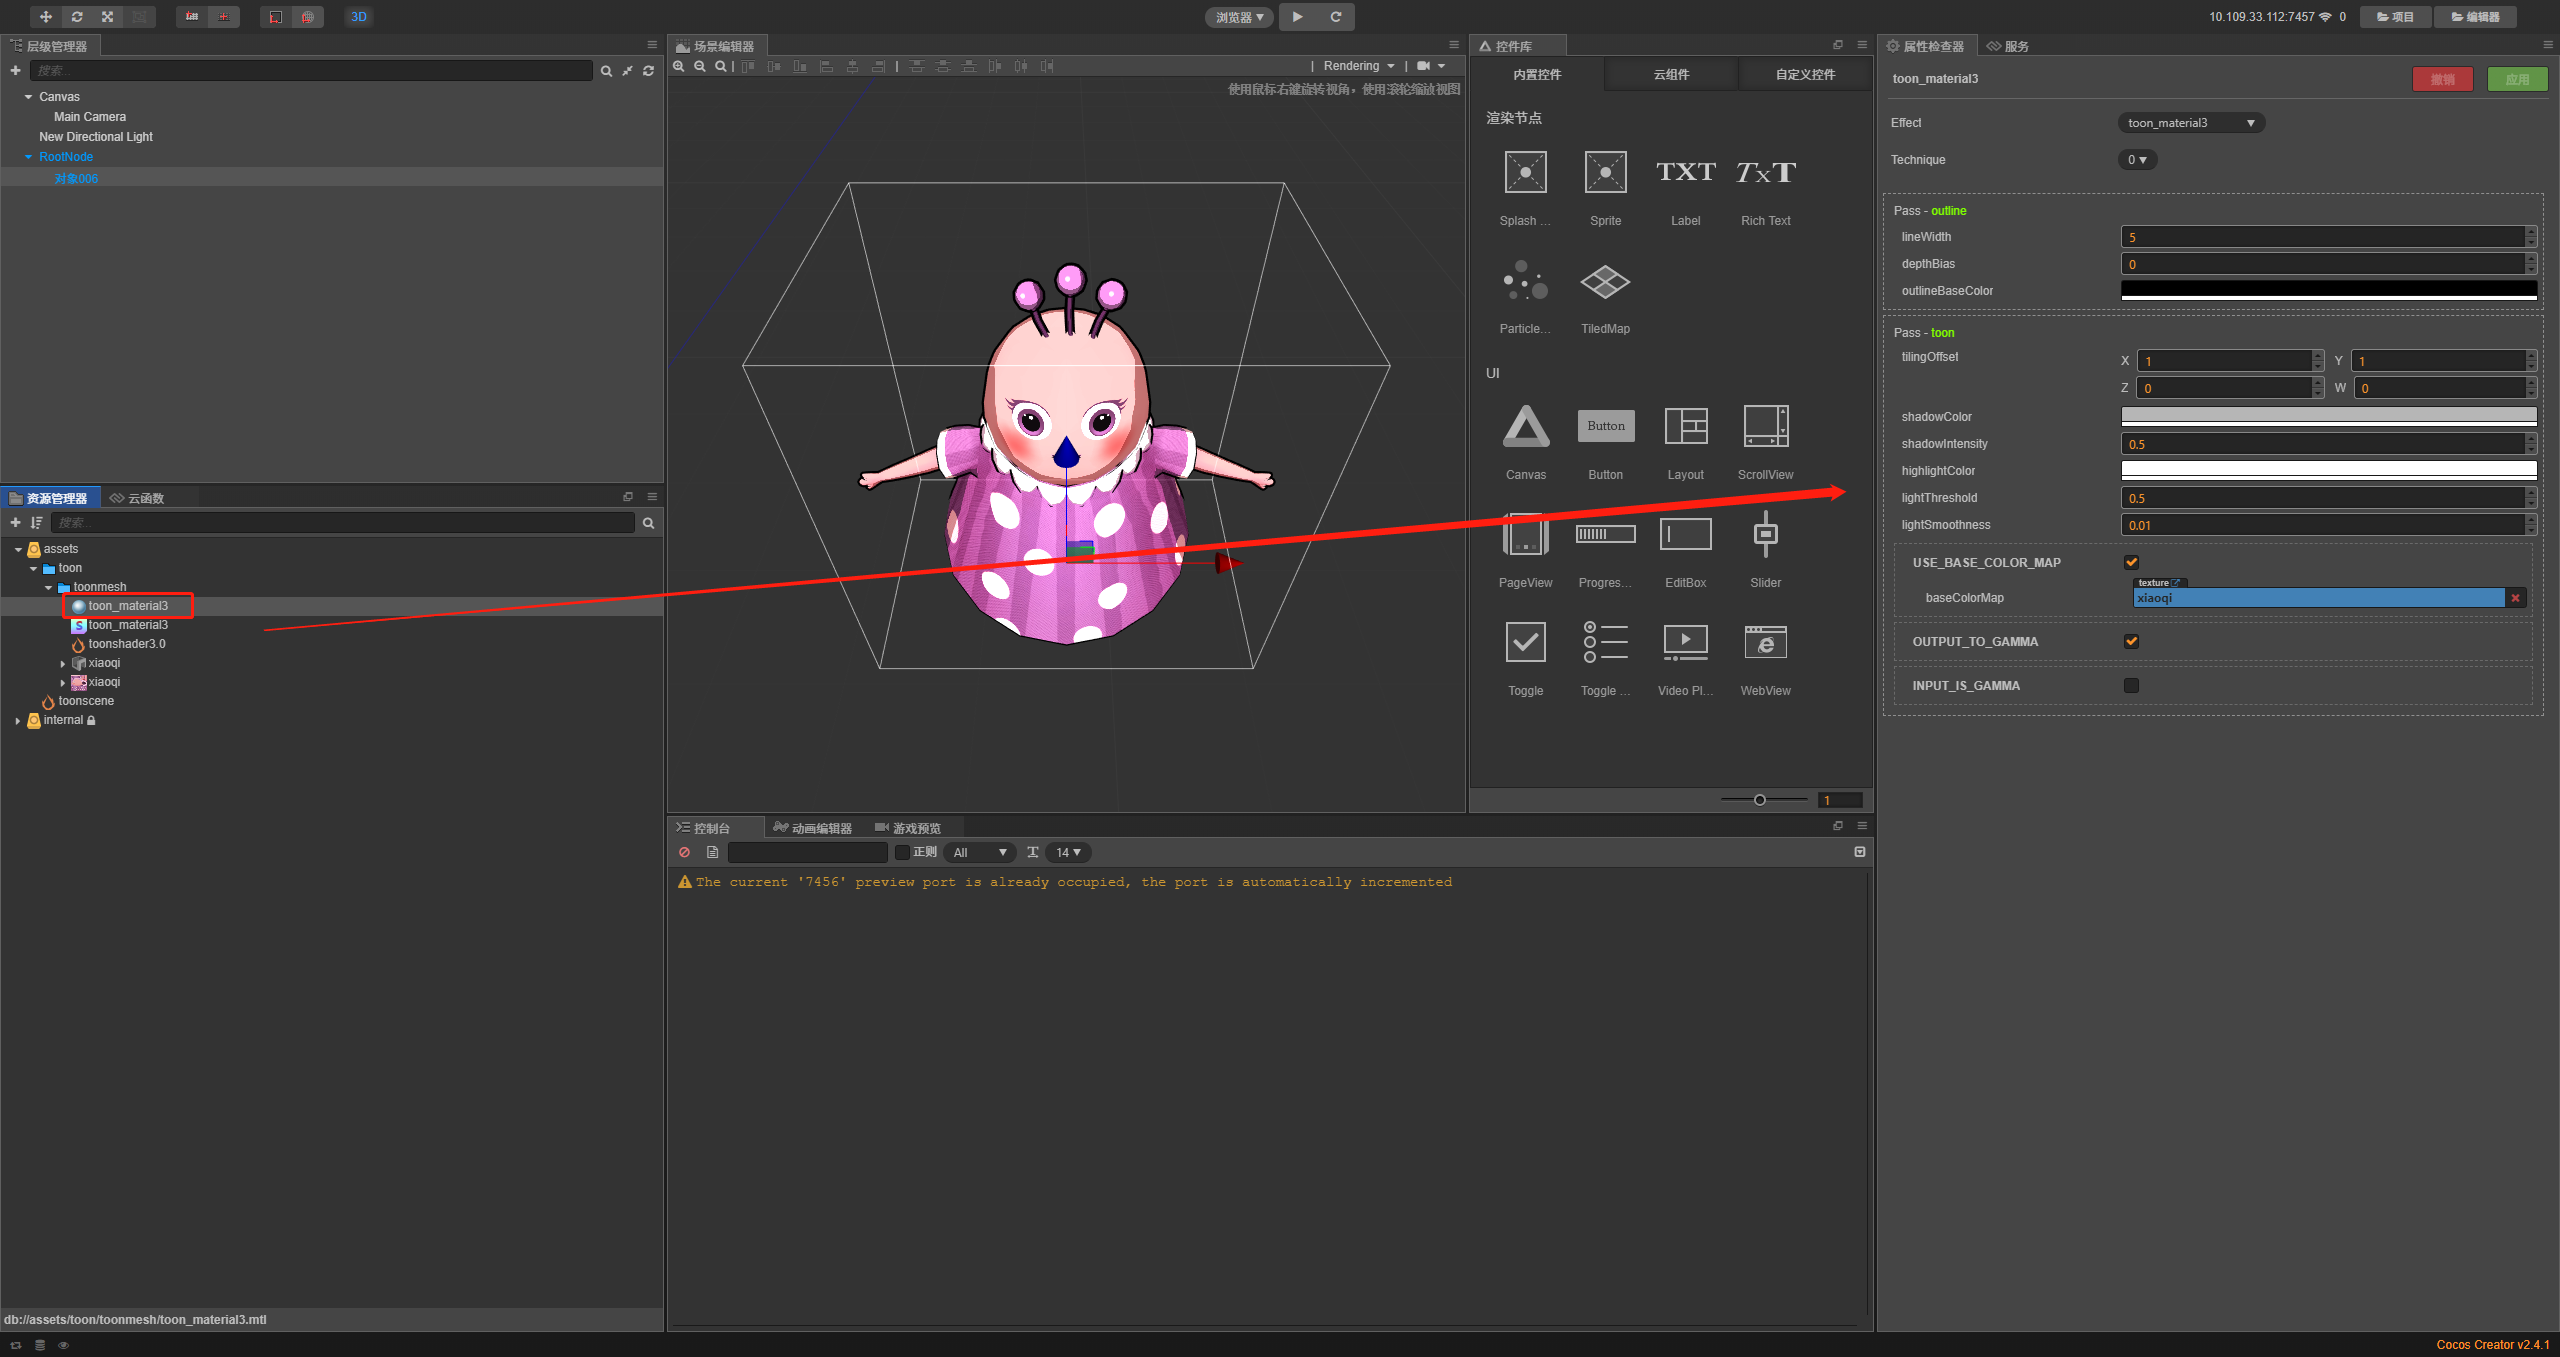 3D
浏览器
10.109.33.112:7457
0
项目
编辑器
层级管理器
搜索...
Canvas
Main Camera
New Directional Light
RootNode
对象006
资源管理器
云函数
搜索...
assets
toon
toonmesh
toon_material3
toon_material3
toonshader3.0
xiaoqi
xiaoqi
toonscene
internal
db://assets/toon/toonmesh/toon_material3.mtl
场景编辑器
Rendering
使用鼠标右键旋转视角，使用滚轮缩放视图
控制台
动画编辑器
游戏预览
正则
All
14
The current '7456' preview port is already occupied, the port is automatically incremented
控件库
内置控件
云组件
自定义控件
渲染节点
TXT
TxT
Splash ...
Sprite
Label
Rich Text
Particle...
TiledMap
UI
Button
Canvas
Button
Layout
ScrollView
PageView
Progres...
EditBox
Slider
Toggle
Toggle ...
Video Pl...
WebView
1
属性检查器
服务
toon_material3
撤销
应用
Effect
toon_material3
Technique
0
Pass - outline
lineWidth
5
depthBias
0
outlineBaseColor
Pass - toon
tilingOffset
X
1
Y
1
Z
0
W
0
shadowColor
shadowIntensity
0.5
highlightColor
lightThreshold
0.5
lightSmoothness
0.01
USE_BASE_COLOR_MAP
texture
baseColorMap
xiaoqi
OUTPUT_TO_GAMMA
INPUT_IS_GAMMA
Cocos Creator v2.4.1